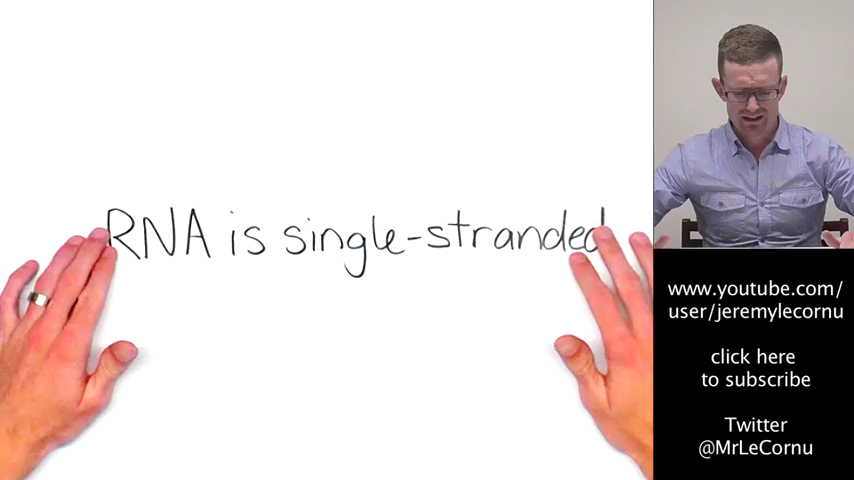 RNA is single-stranded
www.youtube.com/
user/jeremylecornu
click here
to subscribe
Twitter
@MrLeCornu